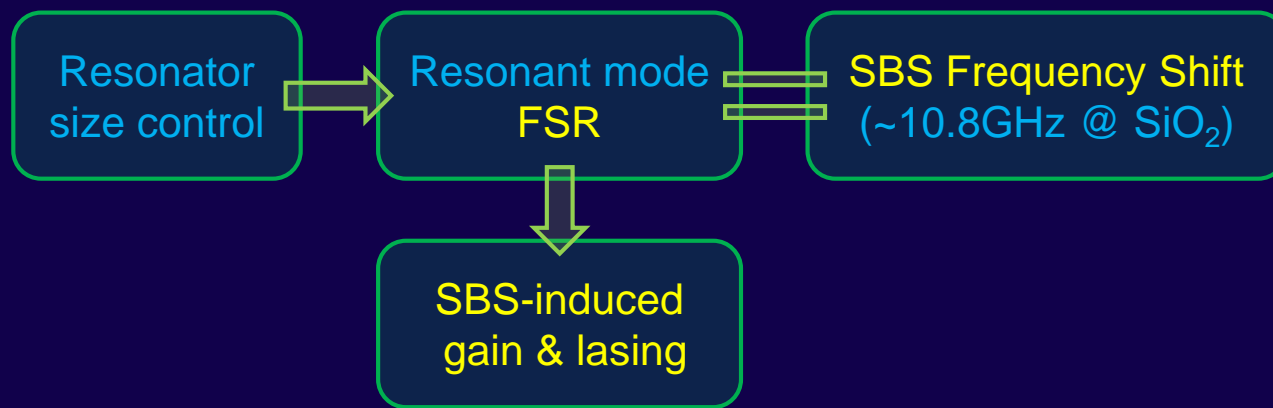 Resonator
size control
Resonant mode
FSR
SBS Frequency Shift
(~10.8GHz @ SiO₂)
SBS-induced
gain & lasing